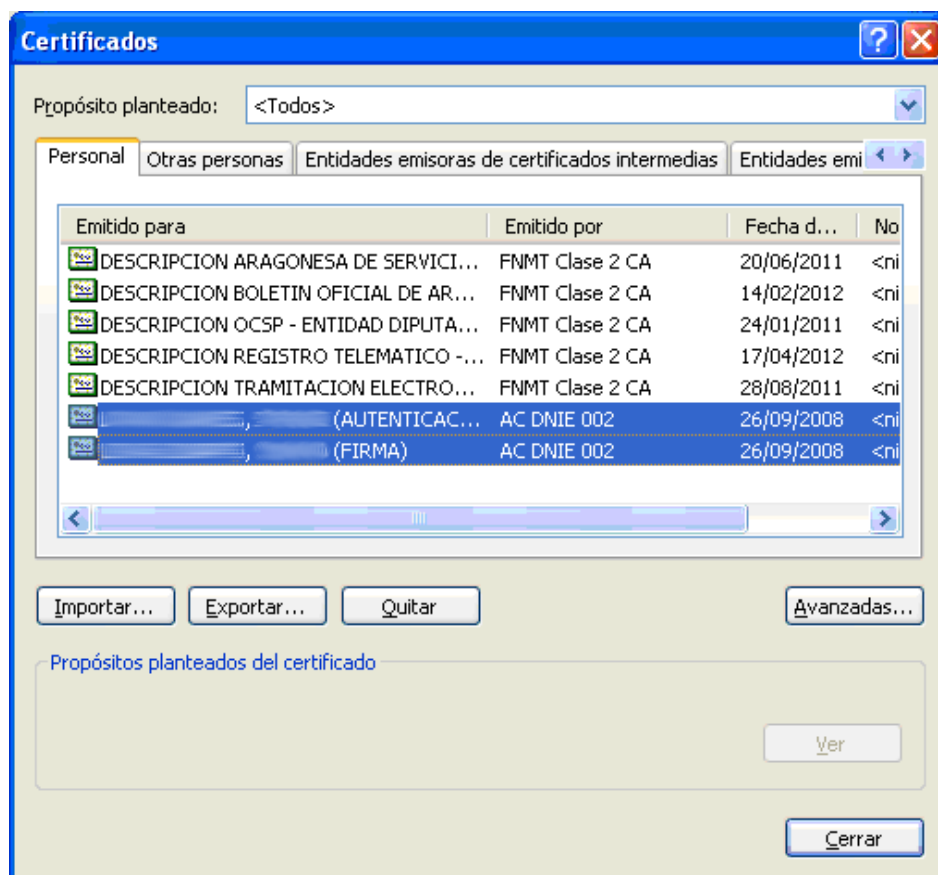 Certificados
Propósito planteado: <Todos>
Personal Otras personas Entidades emisoras de certificados intermedias Entidades emi
Emitido para Emitido por Fecha d... No
DESCRIPCION ARAGONESA DE SERVICI... FNMT Clase 2 CA 20/06/2011 <ni
DESCRIPCION BOLETIN OFICIAL DE AR... FNMT Clase 2 CA 14/02/2012 <ni
DESCRIPCION OCSP - ENTIDAD DIPUTA... FNMT Clase 2 CA 24/01/2011 <ni
DESCRIPCION REGISTRO TELEMATICO -... FNMT Clase 2 CA 17/04/2012 <ni
DESCRIPCION TRAMITACION ELECTRO... FNMT Clase 2 CA 28/08/2011 <ni
, (AUTENTICAC... AC DNIE 002 26/09/2008 <ni
, (FIRMA) AC DNIE 002 26/09/2008 <ni
Importar... Exportar... Quitar Avanzadas...
Propósitos planteados del certificado
Ver
Cerrar